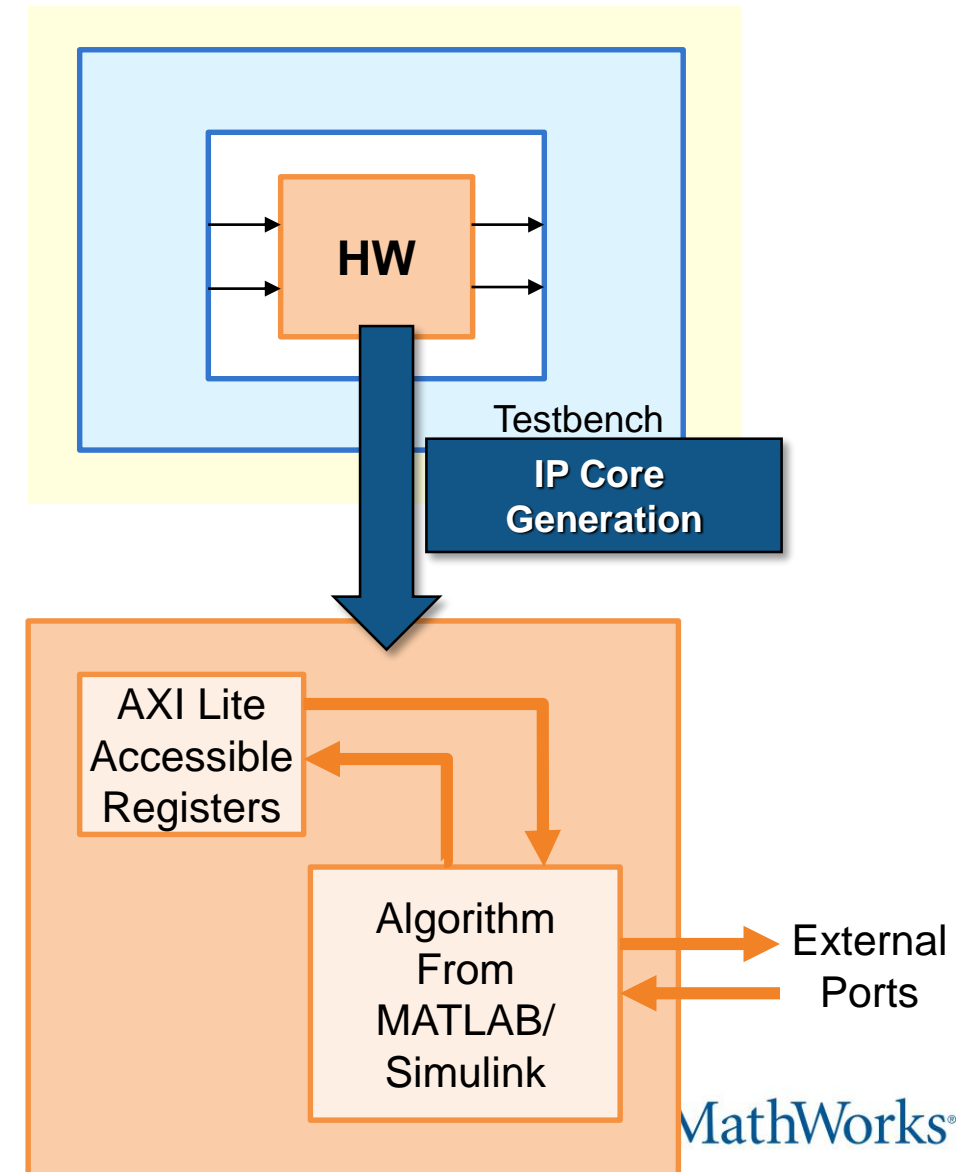 HW
Testbench
IP Core
Generation
AXI Lite
Accessible
Registers
Algorithm
From
MATLAB/
Simulink
External
Ports
MathWorks®